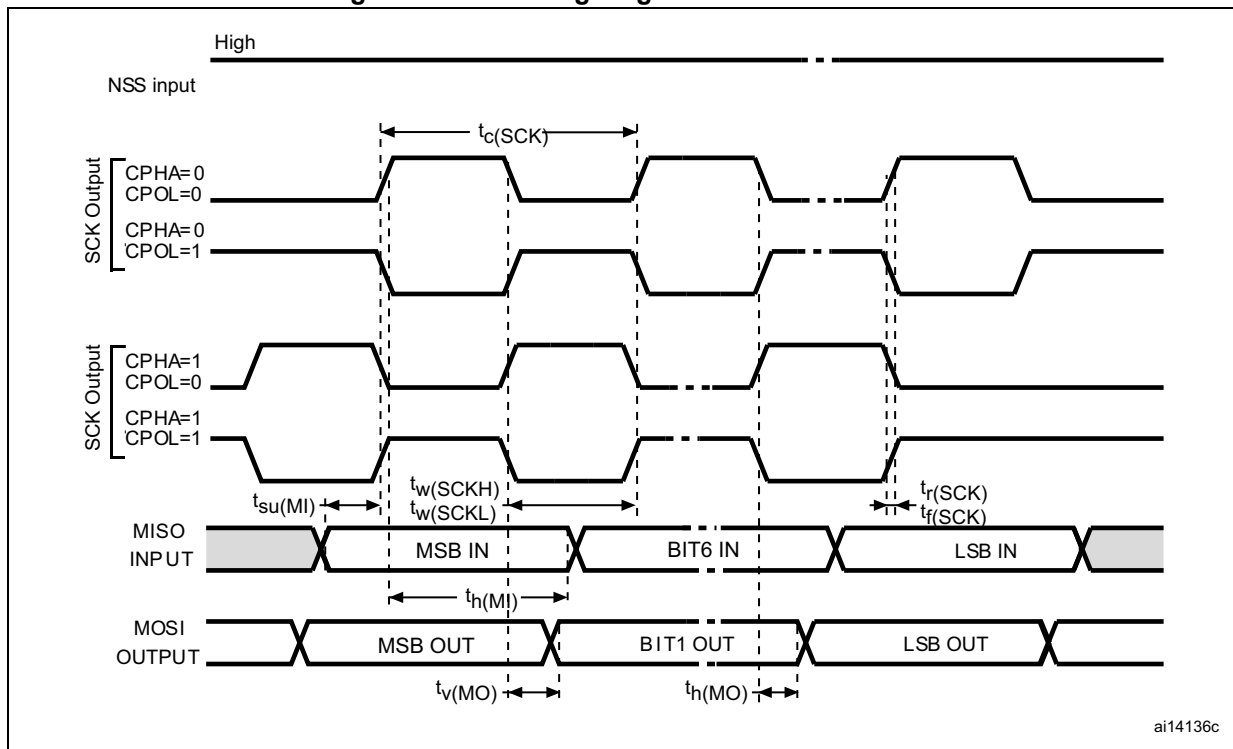 High
NSS input
tc(SCK)
SCK Output
CPHA=0
CPOL=0
CPHA=0
CPOL=1
SCK Output
CPHA=1
CPOL=0
CPHA=1
CPOL=1
tsu(MI)
tw(SCKH)
tw(SCKL)
tr(SCK)
tf(SCK)
MISO
INPUT
MSB IN
BIT6 IN
LSB IN
th(MI)
MOSI
OUTPUT
MSB OUT
BIT1 OUT
LSB OUT
tv(MO)
th(MO)
ai14136c